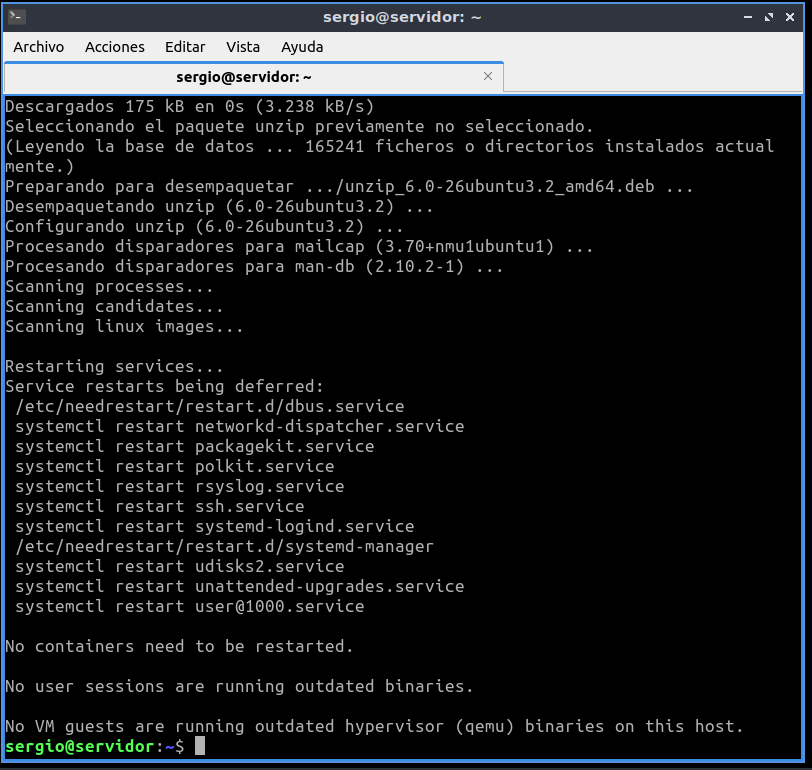 sergio@servidor: ~
Archivo Acciones Editar Vista Ayuda
sergio@servidor: ~
Descargados 175 kB en 0s (3.238 kB/s)
Seleccionando el paquete unzip previamente no seleccionado.
(Leyendo la base de datos ... 165241 ficheros o directorios instalados actual
mente.)
Preparando para desempaquetar .../unzip_6.0-26ubuntu3.2_amd64.deb ...
Desempaquetando unzip (6.0-26ubuntu3.2) ...
Configurando unzip (6.0-26ubuntu3.2) ...
Procesando disparadores para mailcap (3.70+nmu1ubuntu1) ...
Procesando disparadores para man-db (2.10.2-1) ...
Scanning processes...
Scanning candidates...
Scanning linux images...
Restarting services...
Service restarts being deferred:
/etc/needrestart/restart.d/dbus.service
systemctl restart networkd-dispatcher.service
systemctl restart packagekit.service
systemctl restart polkit.service
systemctl restart rsyslog.service
systemctl restart ssh.service
systemctl restart systemd-logind.service
/etc/needrestart/restart.d/systemd-manager
systemctl restart udisks2.service
systemctl restart unattended-upgrades.service
systemctl restart user@1000.service
No containers need to be restarted.
No user sessions are running outdated binaries.
No VM guests are running outdated hypervisor (qemu) binaries on this host.
sergio@servidor:~$